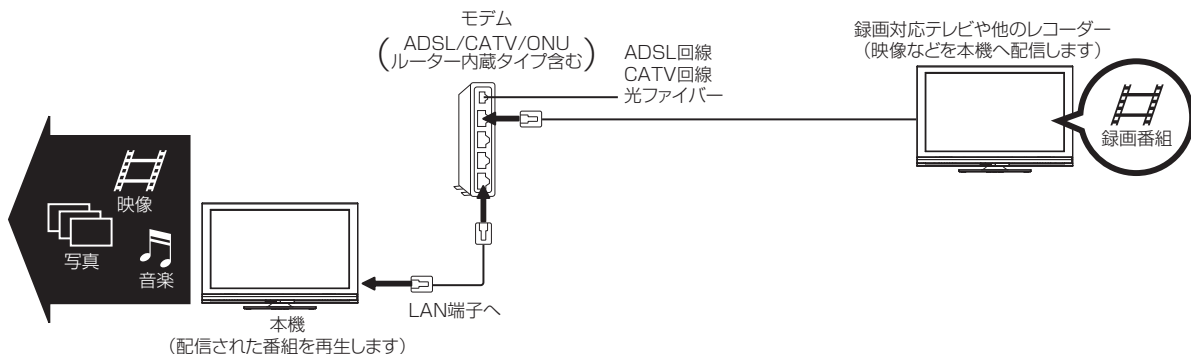 モデム
(ADSL/CATV/ONU
ルーター内蔵タイプ含む)
ADSL回線
CATV回線
光ファイバー
録画対応テレビや他のレコーダー
（映像などを本機へ配信します）
録画番組
映像
写真
音楽
LAN端子へ
本機
（配信された番組を再生します）